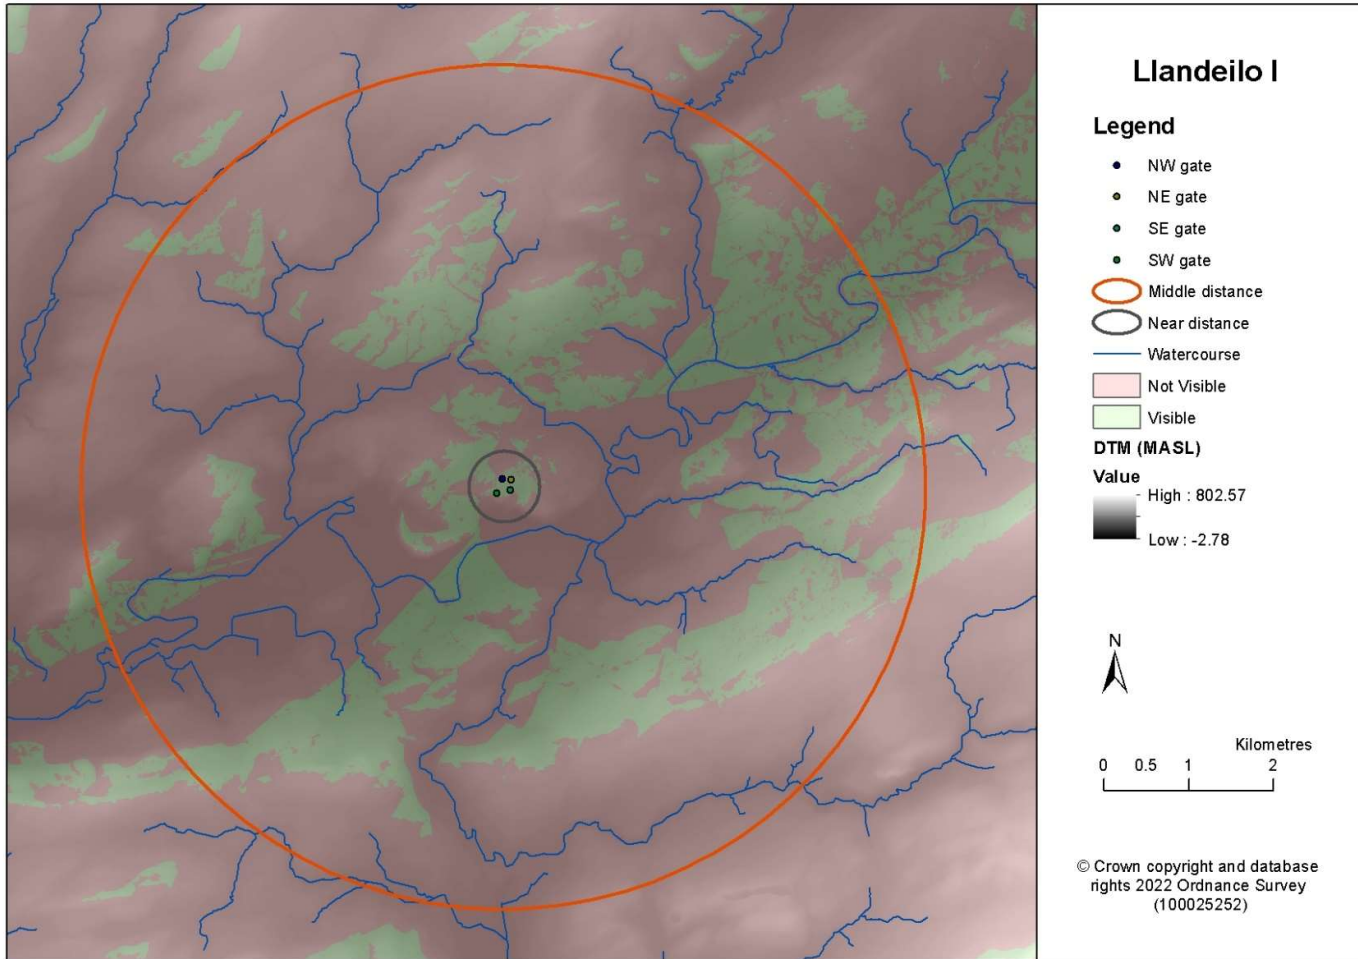 Llandeilo I
Legend
NW gate
NE gate
SE gate
SW gate
Middle distance
Near distance
Watercourse
Not Visible
Visible
DTM (MASL)
Value
High : 802.57
Low : -2.78
N
Kilometres
0 0.5 1 2
© Crown copyright and database
rights 2022 Ordnance Survey
(100025252)